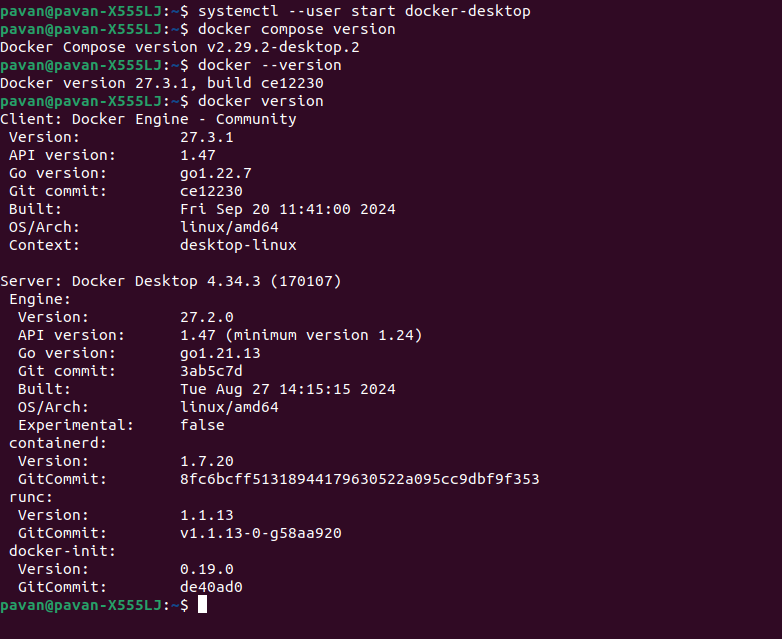 pavan@pavan-X555LJ:~$ systemctl --user start docker-desktop
pavan@pavan-X555LJ:~$ docker compose version
Docker Compose version v2.29.2-desktop.2
pavan@pavan-X555LJ:~$ docker --version
Docker version 27.3.1, build ce12230
pavan@pavan-X555LJ:~$ docker version
Client: Docker Engine - Community
 Version:           27.3.1
 API version:       1.47
 Go version:        go1.22.7
 Git commit:        ce12230
 Built:             Fri Sep 20 11:41:00 2024
 OS/Arch:           linux/amd64
 Context:           desktop-linux

Server: Docker Desktop 4.34.3 (170107)
 Engine:
  Version:          27.2.0
  API version:      1.47 (minimum version 1.24)
  Go version:       go1.21.13
  Git commit:       3ab5c7d
  Built:            Tue Aug 27 14:15:15 2024
  OS/Arch:          linux/amd64
  Experimental:     false
 containerd:
  Version:          1.7.20
  GitCommit:        8fc6bcff51318944179630522a095cc9dbf9f353
 runc:
  Version:          1.1.13
  GitCommit:        v1.1.13-0-g58aa920
 docker-init:
  Version:          0.19.0
  GitCommit:        de40ad0
pavan@pavan-X555LJ:~$